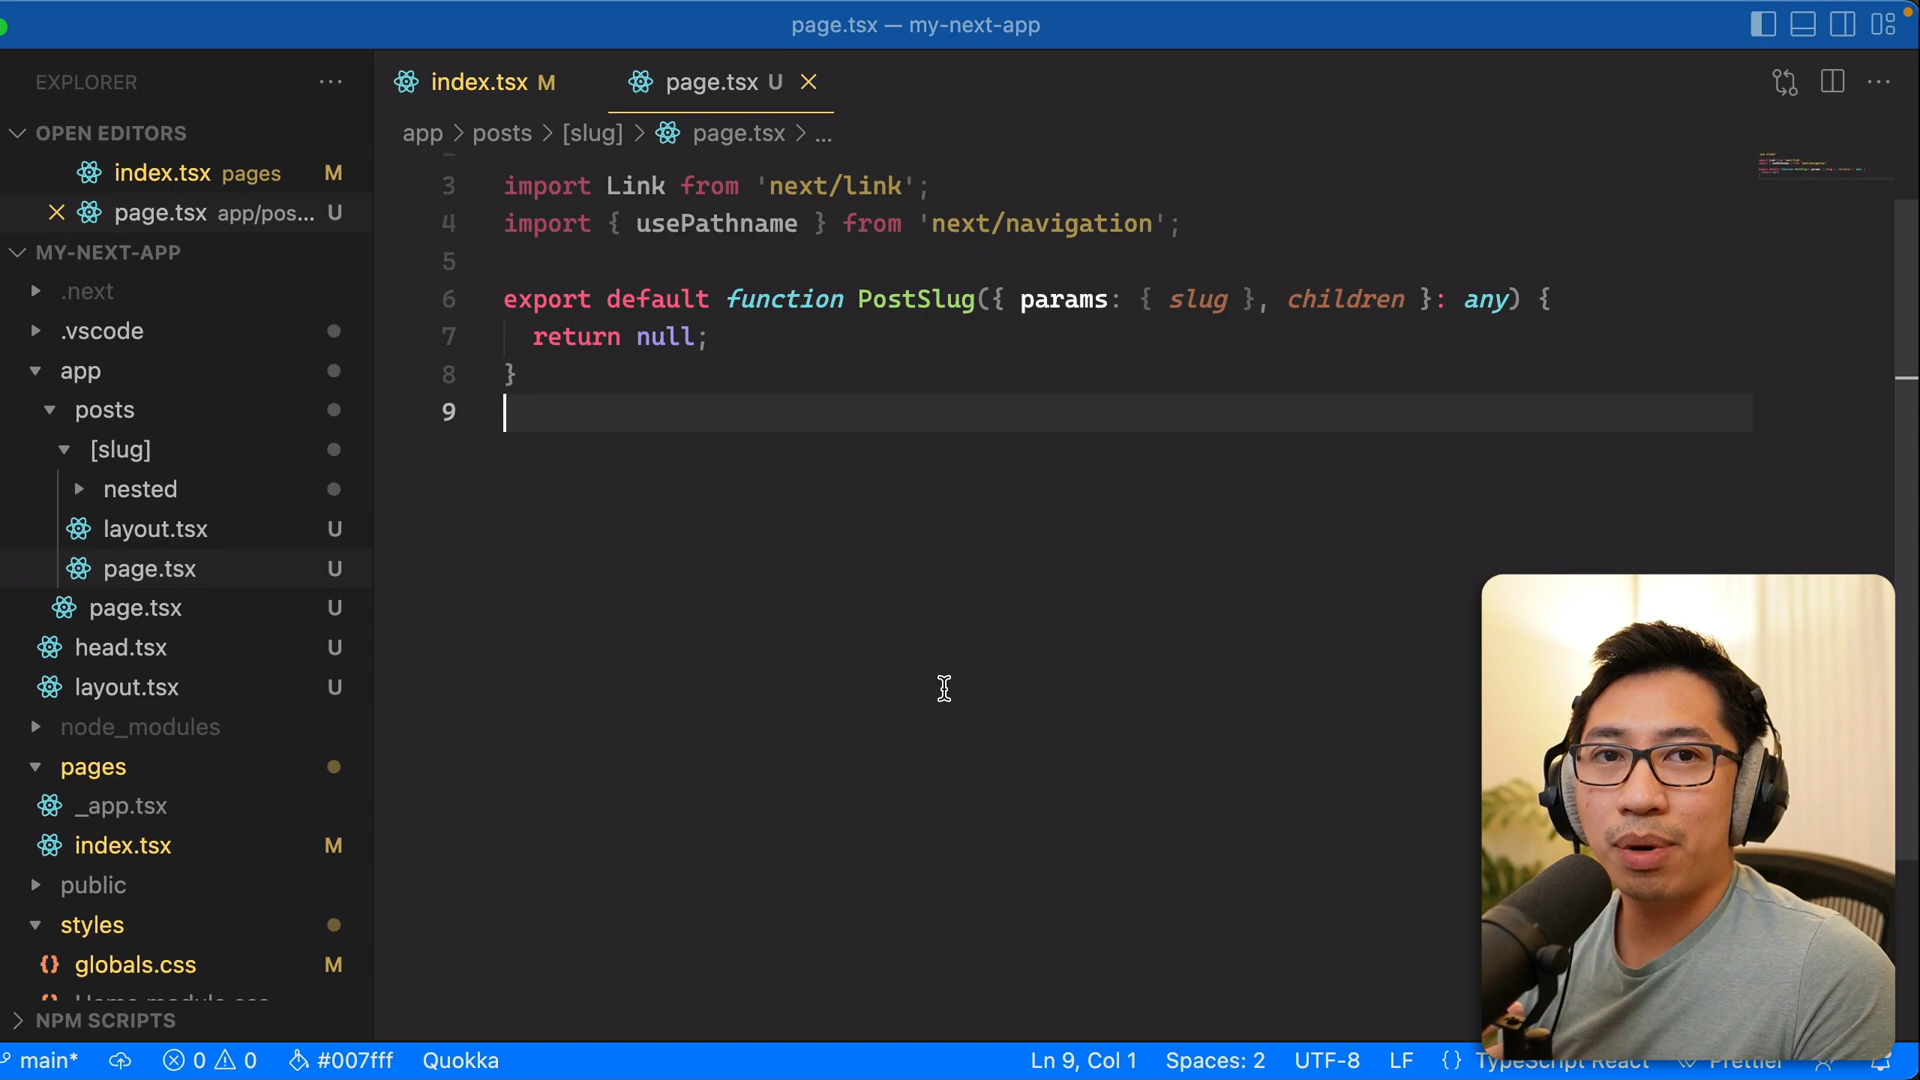 page.tsx — my-next-app
EXPLORER
OPEN EDITORS
index.tsx pages M
page.tsx app/pos... U
MY-NEXT-APP
.next
.vscode
app
posts
[slug]
nested
layout.tsx U
page.tsx U
page.tsx U
head.tsx U
layout.tsx U
node_modules
pages
_app.tsx
index.tsx M
public
styles
globals.css M
NPM SCRIPTS
index.tsx M
page.tsx U
app > posts > [slug] > page.tsx > ...
3 import Link from 'next/link';
4 import { usePathname } from 'next/navigation';
5
6 export default function PostSlug({ params: { slug }, children }: any) {
7 return null;
8 }
9
main* 0 0 #007fff Quokka Ln 9, Col 1 Spaces: 2 UTF-8 LF {} TypeScript React Prettier